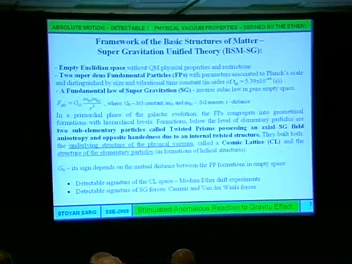 ABSOLUTE MOTION - DETECTABLE | PHYSICAL VACUUM PROPERTIES - DEFINED BY THE ETHER!
Framework of the Basic Structures of Matter –
Super Gravitation Unified Theory (BSM-SG):
- Empty Euclidian space without QM physical properties and restrictions
- Two super dens Fundamental Particles (FPs) with parameters associated to Planck's scale
and distinguished by size and vibrational time constant (in order of
- A Fundamental law of Super Gravitation (SG) - inverse cubic law in pure empty space.
In a primordial phase of the galactic evolution, the FPs congregate into geometrical
formations with hierarchical levels. Formations, below the level of elementary particles are
two sub-elementary particles called Twisted Prisms possessing an axial SG field
anisotropy and opposite handedness due to an internal twisted structure. They built both:
the underlying structure of the physical vacuum, called a Cosmic Lattice (CL) and the
structure of the elementary particles (as formations of helical structures).
- its sign depends on the mutual distance between the FP formations in empty space
• Detectable signature of the CL space – Modern Ether drift experiments
• Detectable signature of SG forces: Casimir and Van der Waals forces
STOYAN SARG SSE-2008 Stimulated Anomalous Reaction to Gravity Effect